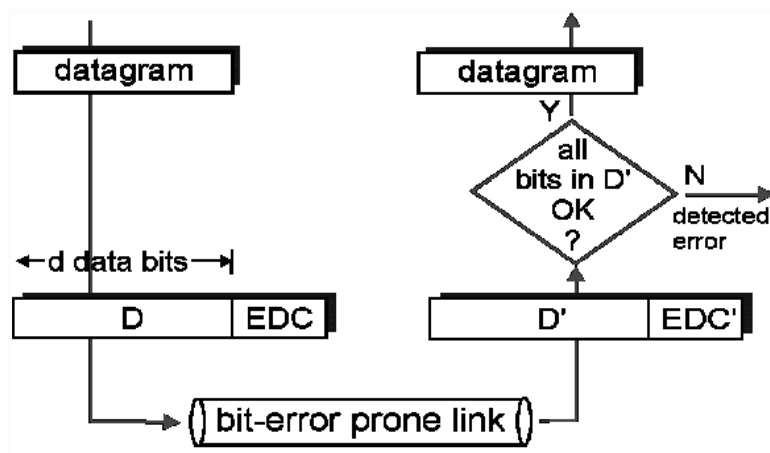 datagram
d data bits
D
EDC
bit-error prone link
D'
EDC'
all
bits in D'
OK
?
Y
N
detected
error
datagram